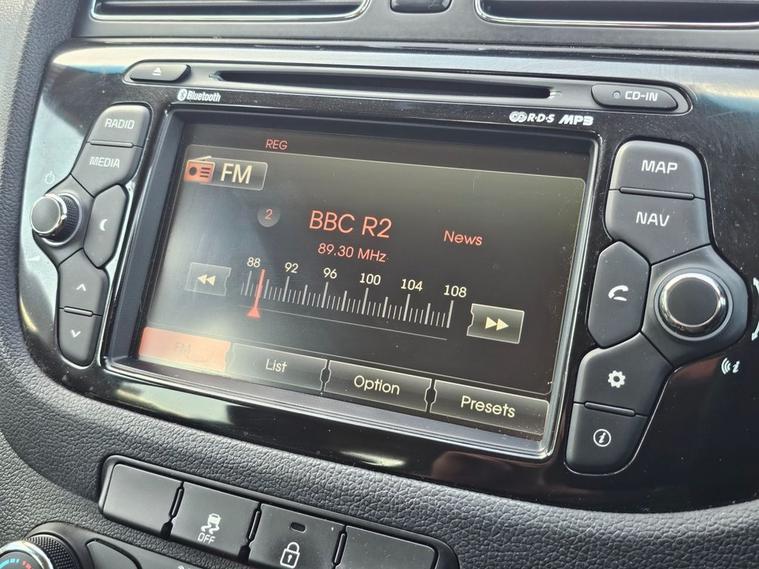 Bluetooth
CD-IN
R·D·S MP3
RADIO
MEDIA
REG
FM
2
BBC R2
News
89.30 MHz
88 92 96 100 104 108
FM
List
Option
Presets
MAP
NAV
OFF